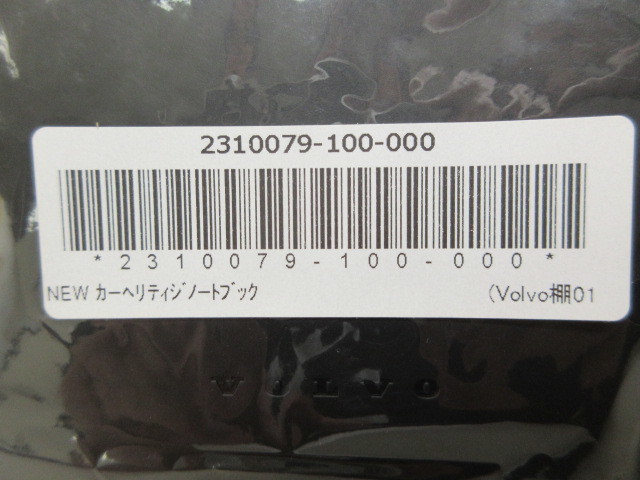 2310079-100-000
*2310079-100-000*
NEW ｶｰﾍﾘﾃｨｼﾞﾉｰﾄﾌﾞｯｸ (Volvo棚01
VOLVO